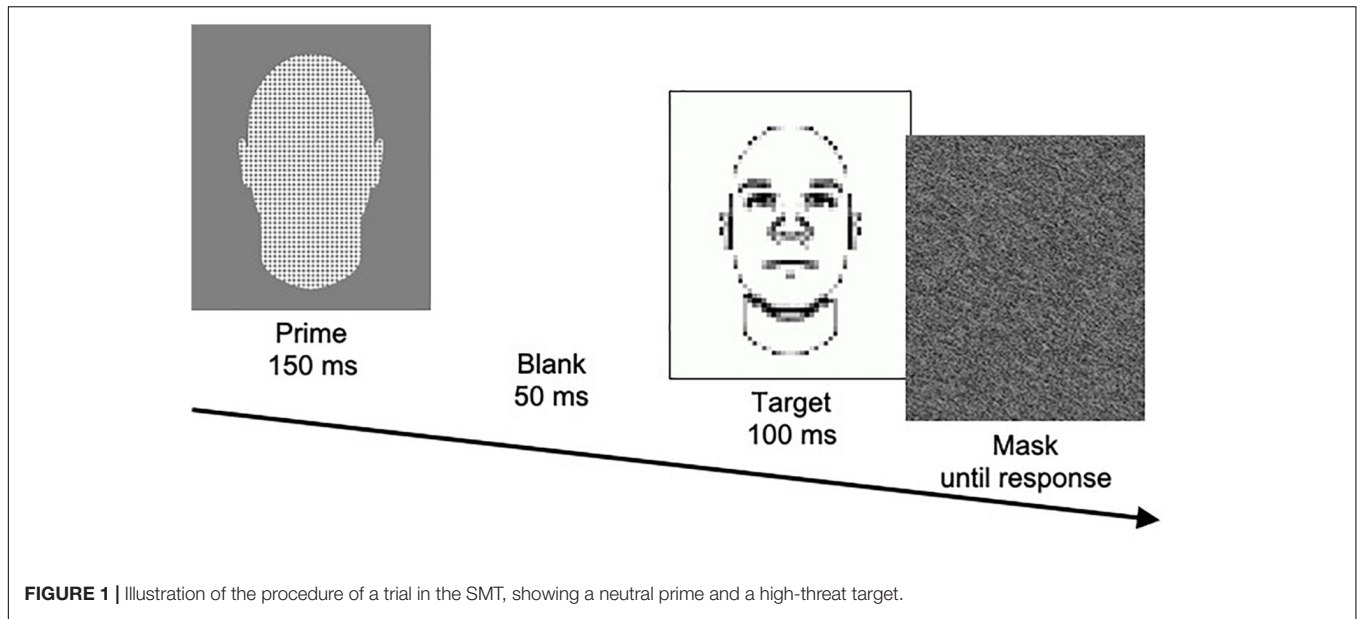 Prime
150 ms
Blank
50 ms
Target
100 ms
Mask
until response
FIGURE 1 | Illustration of the procedure of a trial in the SMT, showing a neutral prime and a high-threat target.